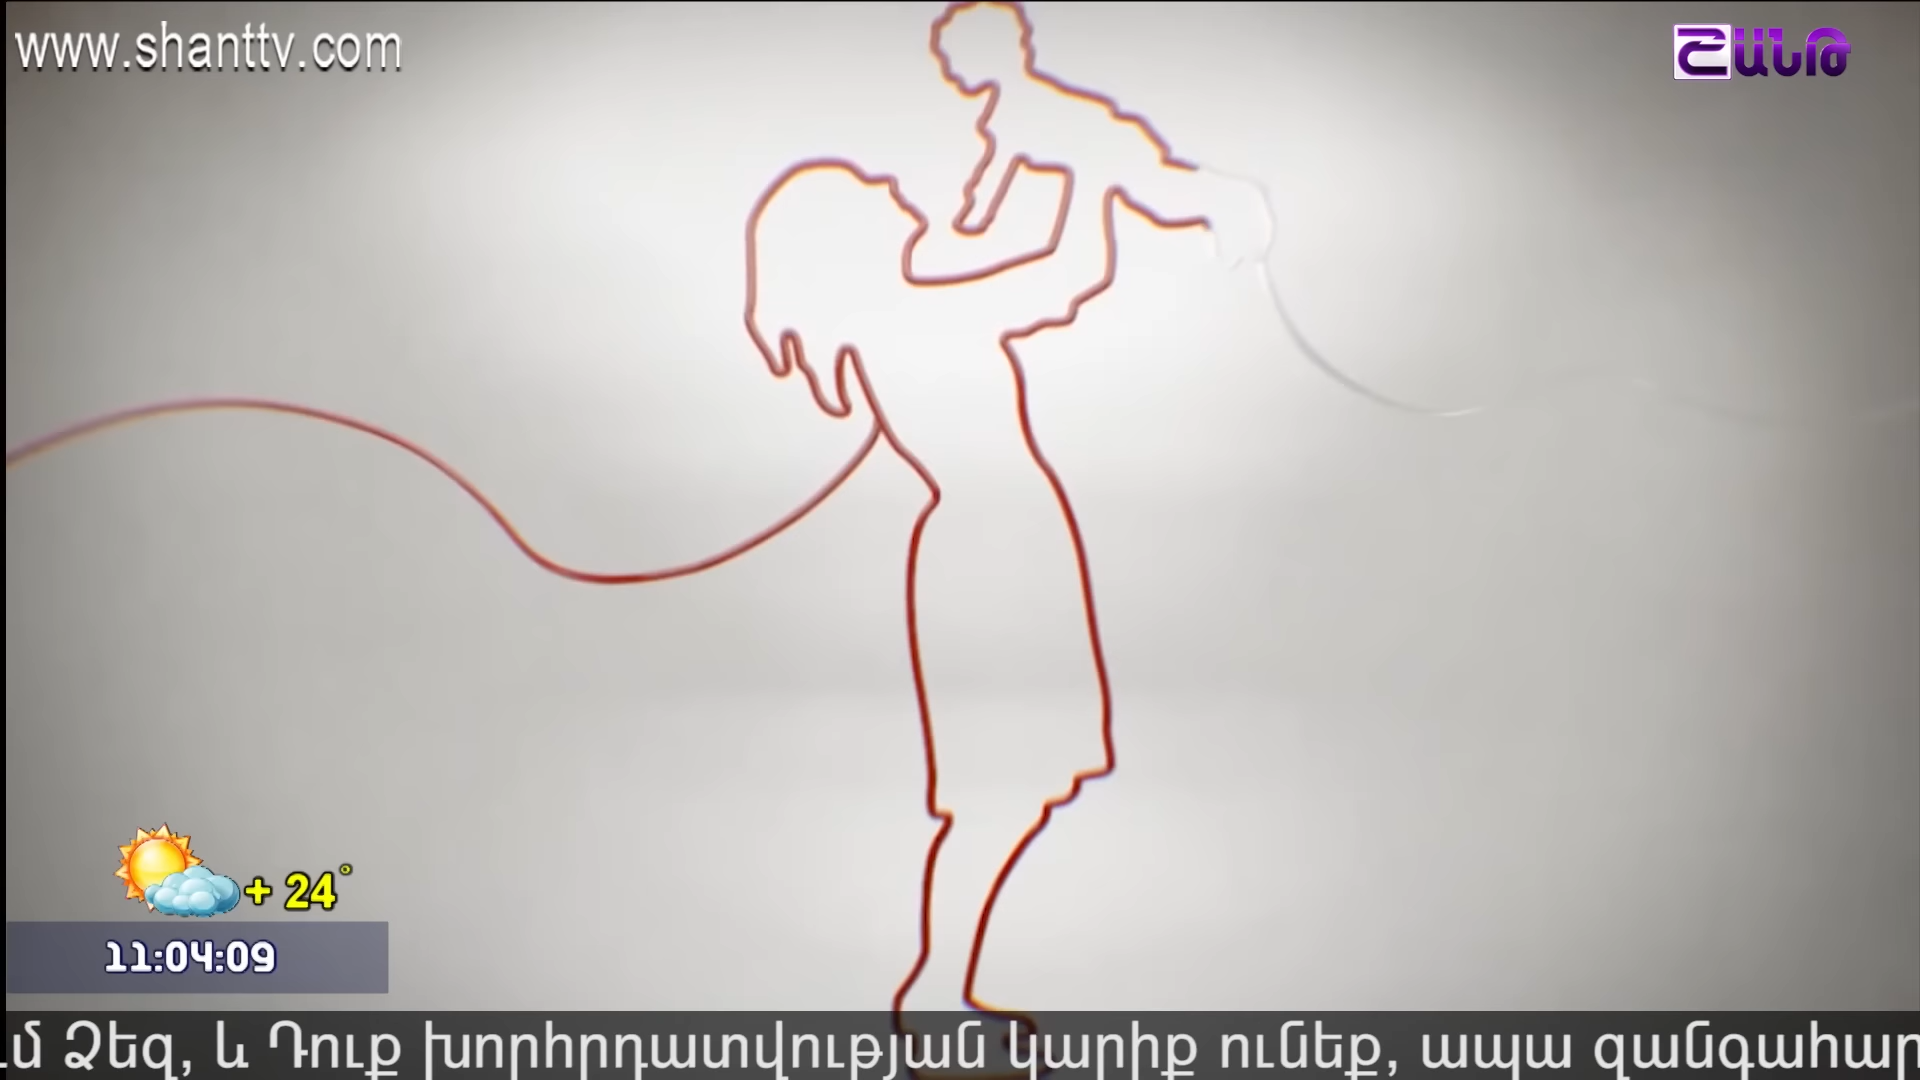 www.shanttv.com
Շանթ
+ 24°
11:04:09
Ձեզ, և Դուք խորհրդատվության կարիք ունեք, ապա զանգահար